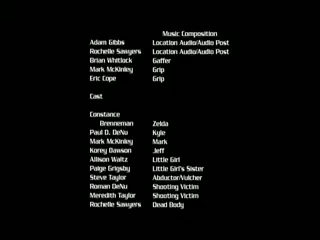 Music Composition
Adam Gibbs Location Audio/Audio Post
Rochelle Sawyers Location Audio/Audio Post
Brian Whitlock Gaffer
Mark McKinley Grip
Eric Cope Grip
Cast
Constance
Brenneman Zelda
Paul D. DeNu Kyle
Mark McKinley Mark
Korey Dawson Jeff
Allison Waltz Little Girl
Paige Grigsby Little Girl's Sister
Steve Taylor Abductor/Vulcher
Roman DeNu Shooting Victim
Meredith Taylor Shooting Victim
Rochelle Sawyers Dead Body